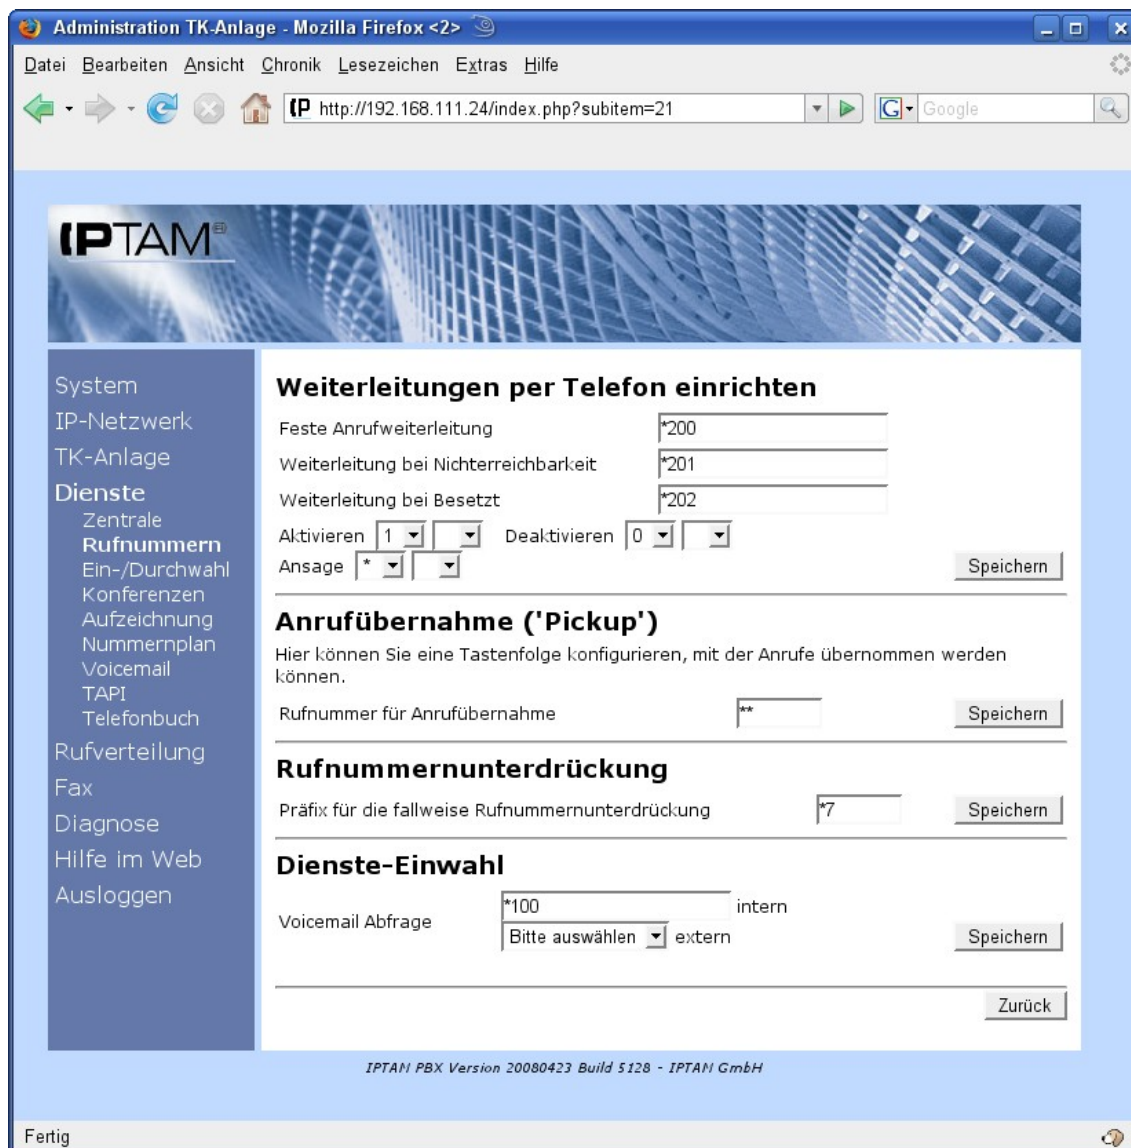 Administration TK-Anlage - Mozilla Firefox <2>
Datei Bearbeiten Ansicht Chronik Lesezeichen Extras Hilfe
http://192.168.111.24/index.php?subitem=21
Google
IPTAM®
System
IP-Netzwerk
TK-Anlage
Dienste
Zentrale
Rufnummern
Ein-/Durchwahl
Konferenzen
Aufzeichnung
Nummernplan
Voicemail
TAPI
Telefonbuch
Rufverteilung
Fax
Diagnose
Hilfe im Web
Ausloggen
Weiterleitungen per Telefon einrichten
Feste Anrufweiterleitung *200
Weiterleitung bei Nichterreichbarkeit *201
Weiterleitung bei Besetzt *202
Aktivieren 1 Deaktivieren 0
Ansage * Speichern
Anrufübernahme ('Pickup')
Hier können Sie eine Tastenfolge konfigurieren, mit der Anrufe übernommen werden
können.
Rufnummer für Anrufübernahme ** Speichern
Rufnummernunterdrückung
Präfix für die fallweise Rufnummernunterdrückung *7 Speichern
Dienste-Einwahl
Voicemail Abfrage
*100 intern
Bitte auswählen extern Speichern
Zurück
IPTAM PBX Version 20080423 Build 5128 - IPTAM GmbH
Fertig